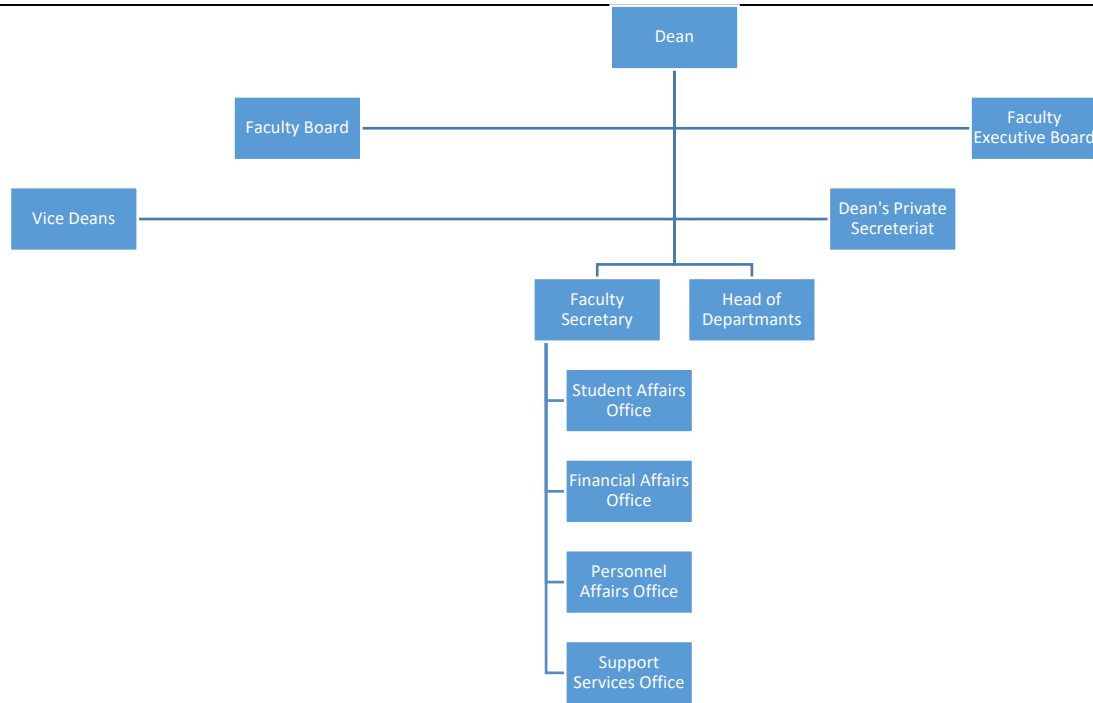 Dean
Faculty Board
Faculty
Executive Board
Vice Deans
Dean's Private
Secreteriat
Faculty
Secretary
Head of
Departmants
Student Affairs
Office
Financial Affairs
Office
Personnel
Affairs Office
Support
Services Office